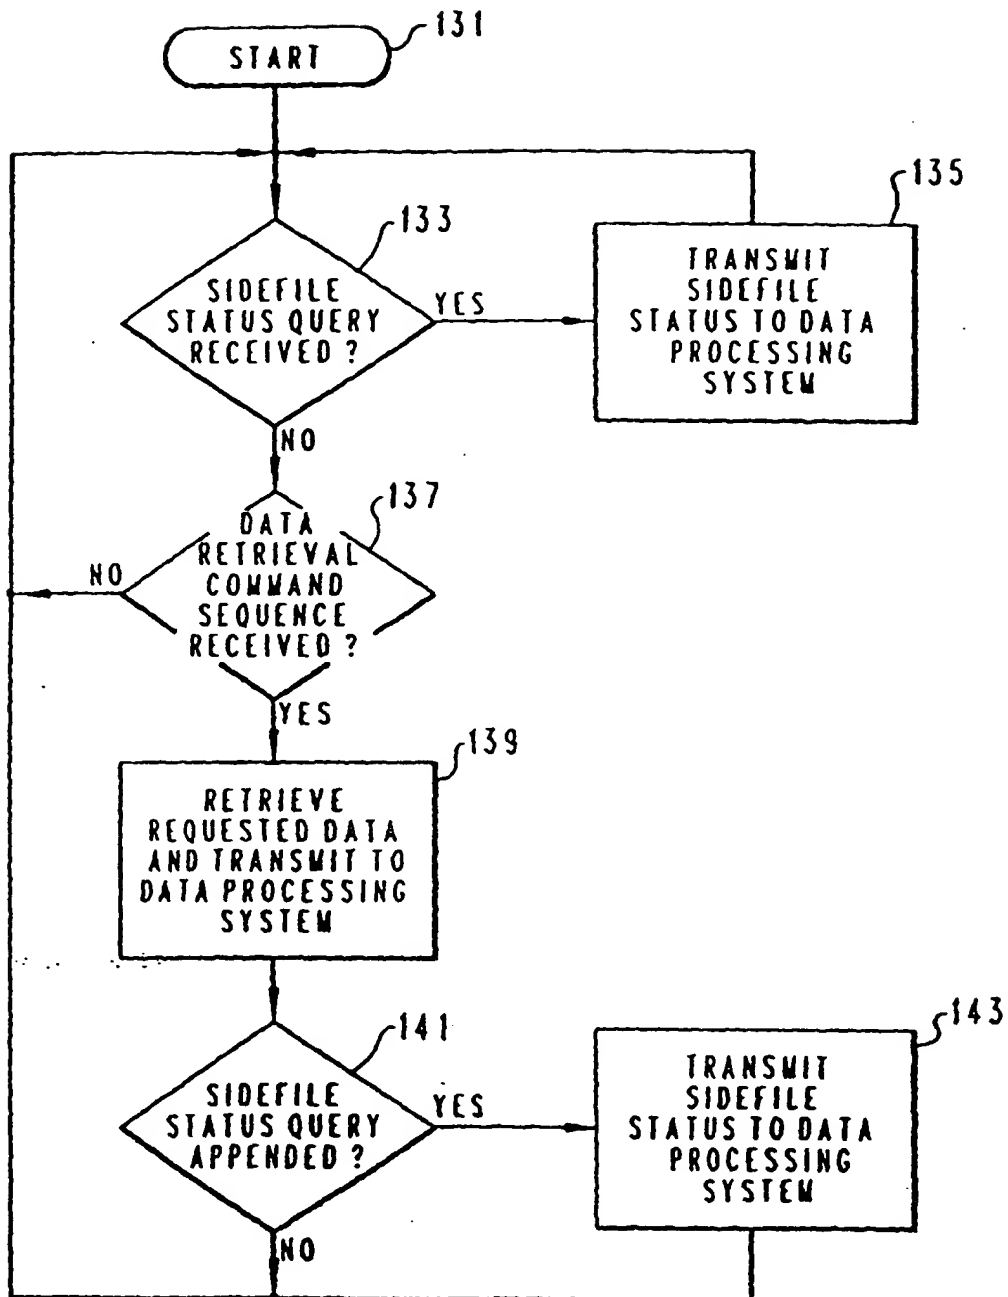 131
START
135
133
TRANSMIT
SIDEFILE
STATUS TO DATA
PROCESSING
SYSTEM
SIDEFILE
STATUS QUERY
RECEIVED ?
YES
NO
137
DATA
RETRIEVAL
COMMAND
SEQUENCE
RECEIVED ?
NO
YES
139
RETRIEVE
REQUESTED DATA
AND TRANSMIT TO
DATA PROCESSING
SYSTEM
141
143
SIDEFILE
STATUS QUERY
APPENDED ?
YES
TRANSMIT
SIDEFILE
STATUS TO DATA
PROCESSING
SYSTEM
NO